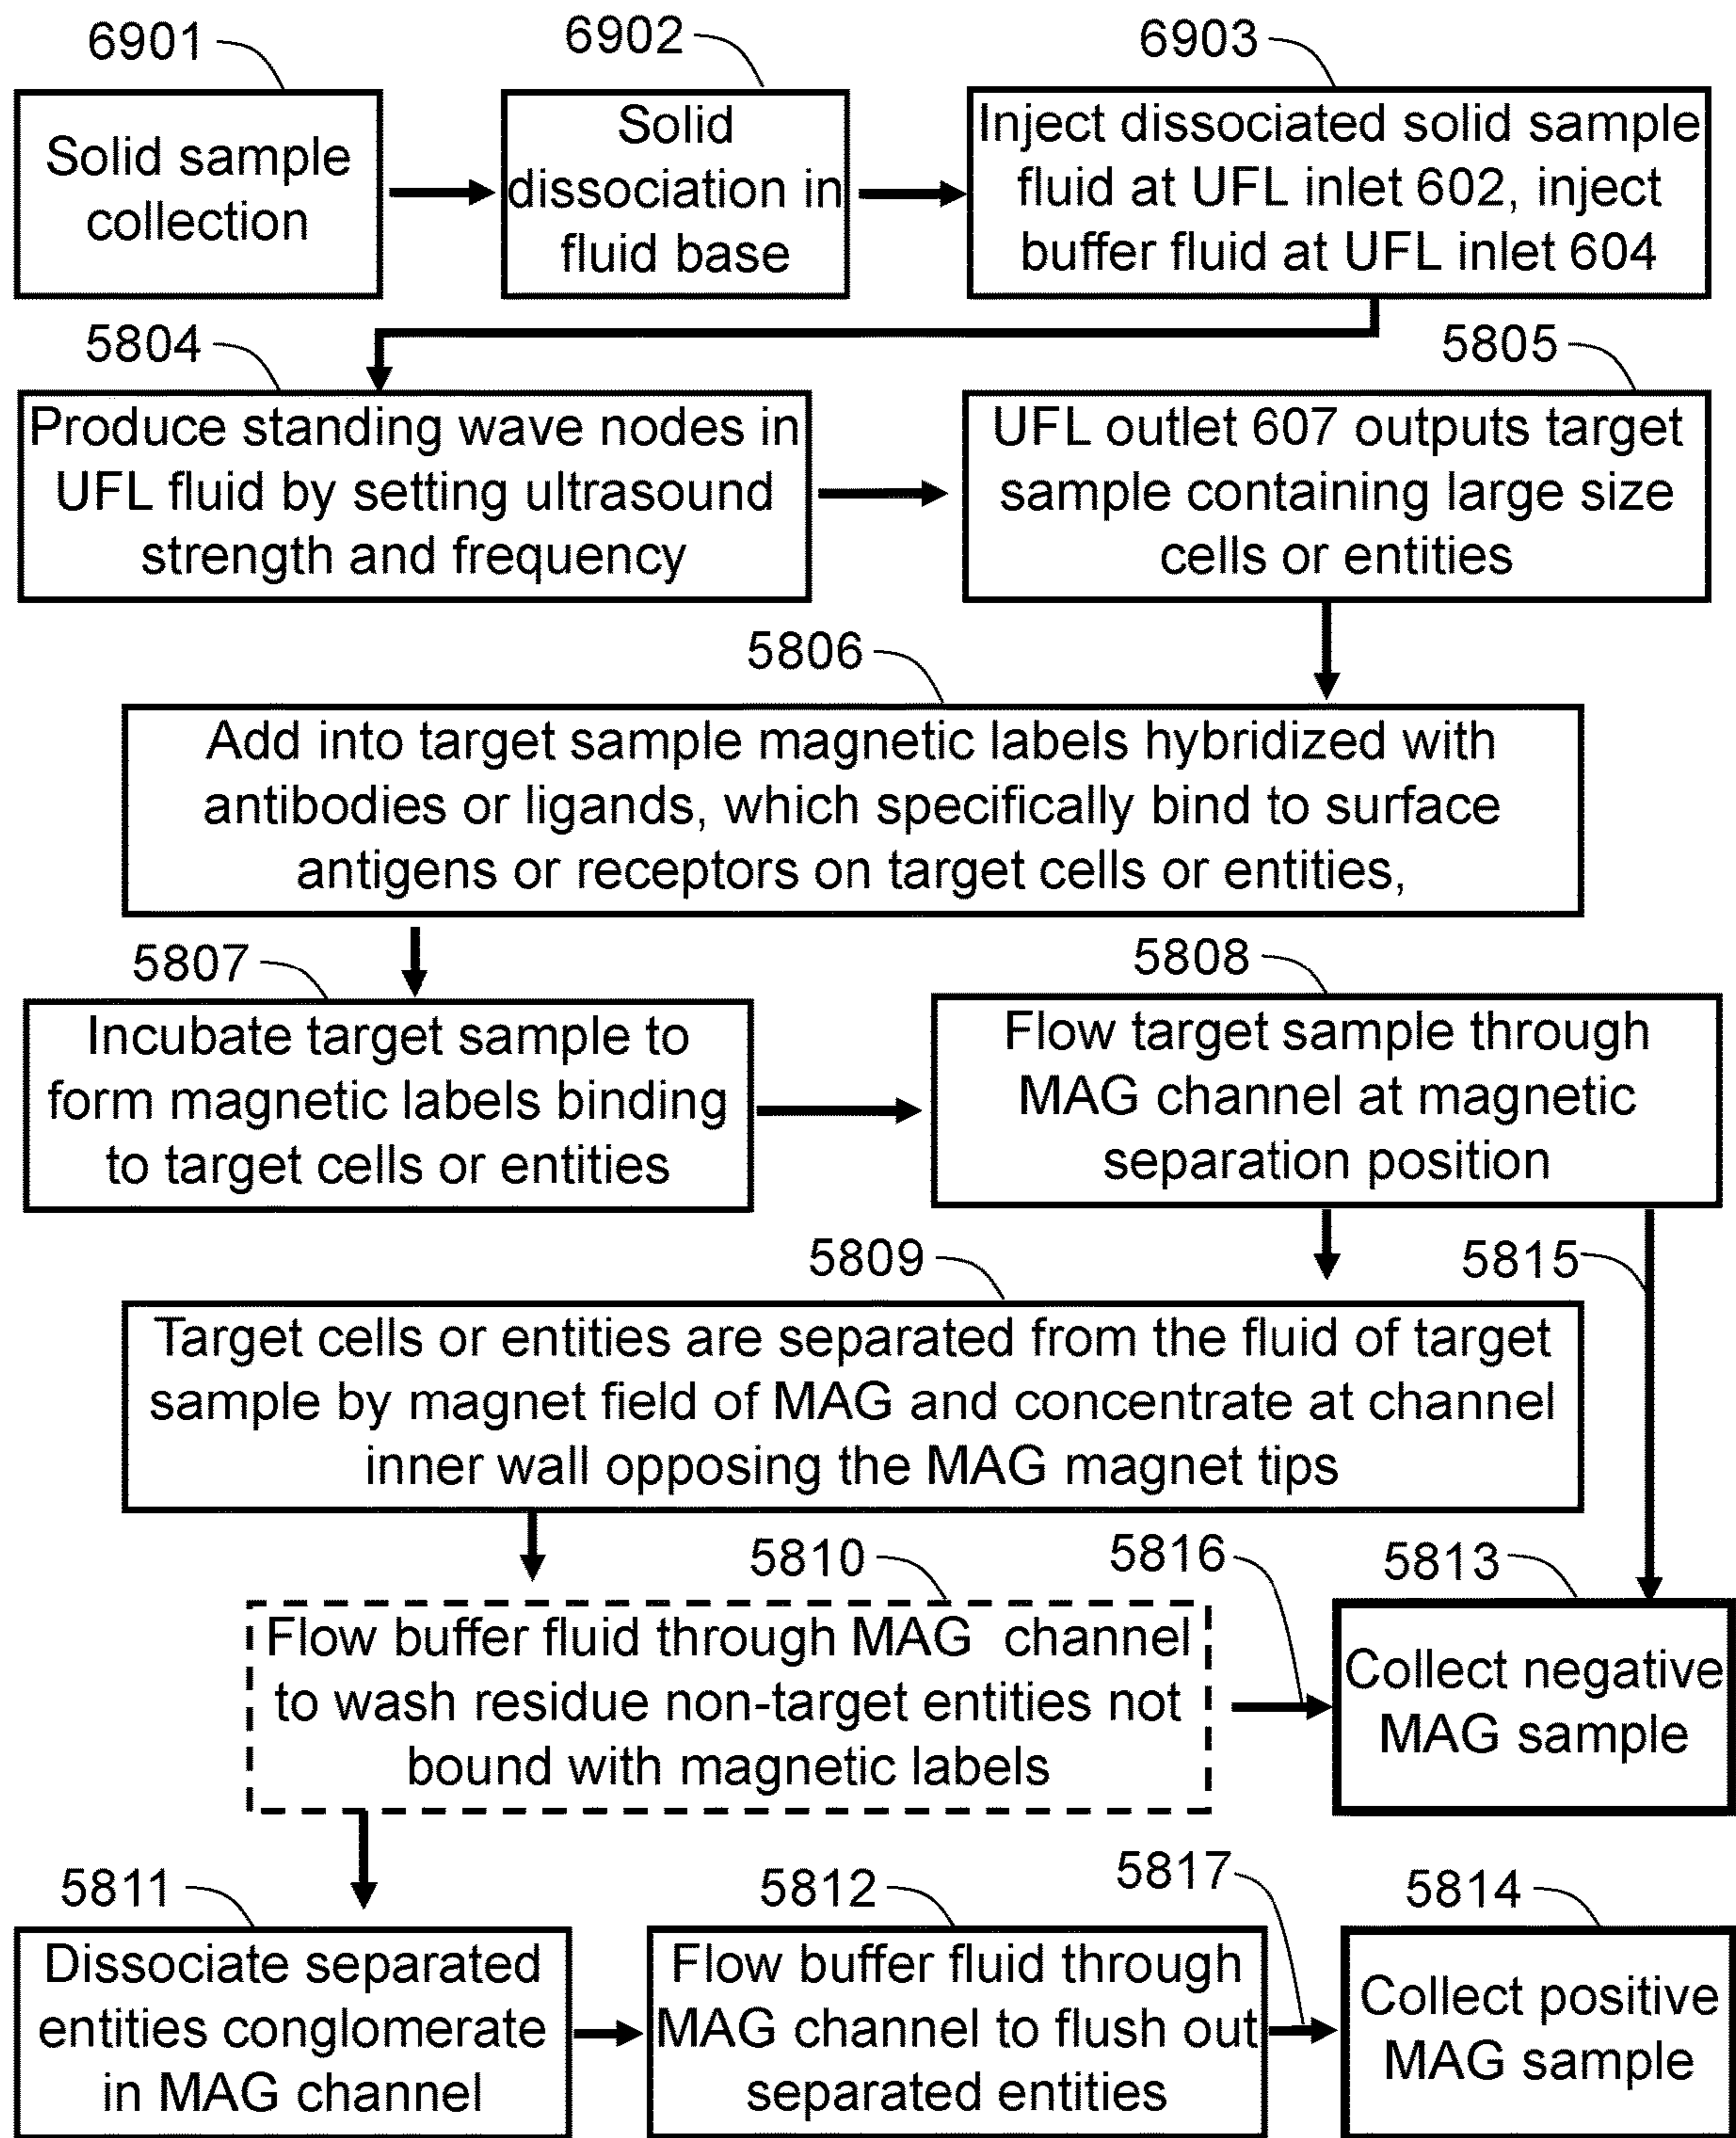 6901
6902
6903
Solid sample
collection
Solid
dissociation in
fluid base
Inject dissociated solid sample
fluid at UFL inlet 602, inject
buffer fluid at UFL inlet 604
5804
5805
Produce standing wave nodes in
UFL fluid by setting ultrasound
strength and frequency
UFL outlet 607 outputs target
sample containing large size
cells or entities
5806
Add into target sample magnetic labels hybridized with
antibodies or ligands, which specifically bind to surface
antigens or receptors on target cells or entities,
5807
5808
Incubate target sample to
form magnetic labels binding
to target cells or entities
Flow target sample through
MAG channel at magnetic
separation position
5809
5815
Target cells or entities are separated from the fluid of target
sample by magnet field of MAG and concentrate at channel
inner wall opposing the MAG magnet tips
5810
5816
5813
Flow buffer fluid through MAG channel
to wash residue non-target entities not
bound with magnetic labels
Collect negative
MAG sample
5811
5812
5817
5814
Dissociate separated
entities conglomerate
in MAG channel
Flow buffer fluid through
MAG channel to flush out
separated entities
Collect positive
MAG sample